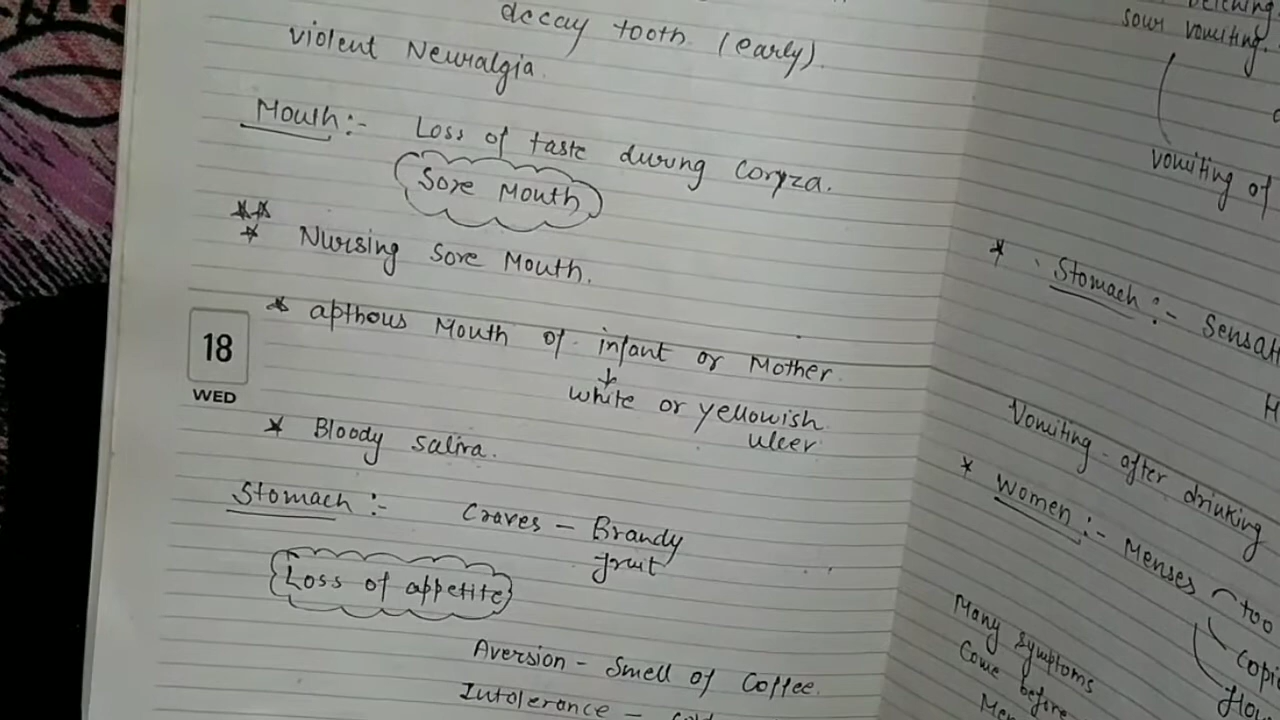 decay tooth (early).
violent Neuralgia.
Mouth:- Loss of taste during coryza.
Sore Mouth
Nursing Sore Mouth.
apthous Mouth of infant or Mother.
white or yellowish
ulcer
18
WED
Bloody saliva.
Stomach:- Craves - Brandy
fruit
Loss of appetite
Aversion - Smell of Coffee.
Intolerance -
sour vomiting.
vomiting of
Stomach:-
Vomiting - after drinking
Women:- Menses too
Many symptoms
Come before